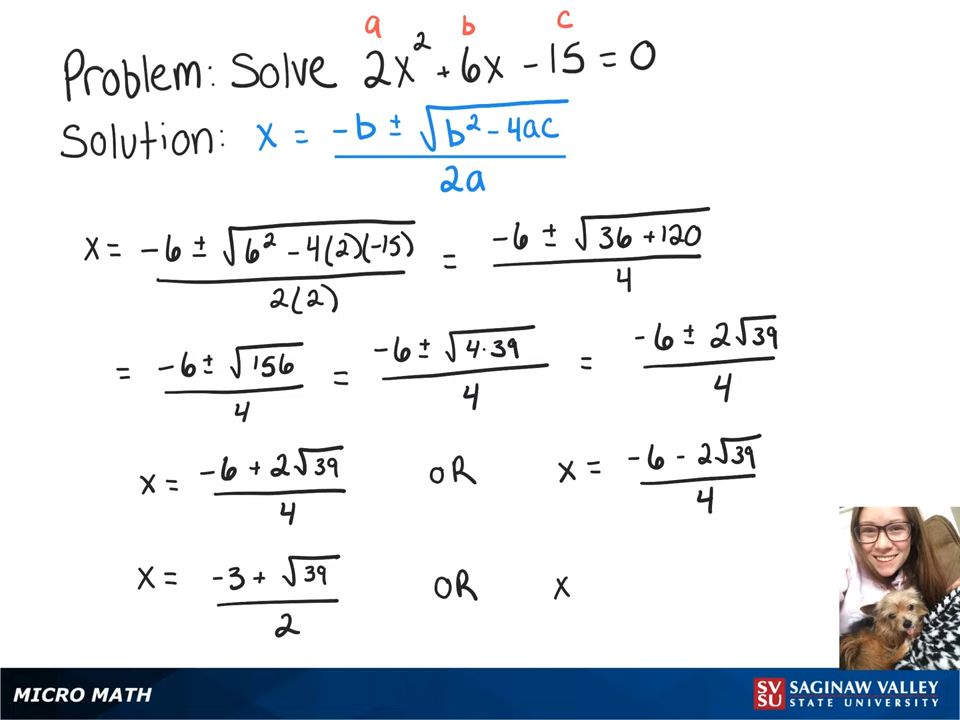 a b c
Problem: Solve 2x² + 6x - 15 = 0
Solution: x = (-b ± √(b² - 4ac))/(2a)
x = (-6 ± √(6² - 4(2)(-15)))/(2(2)) = (-6 ± √(36 + 120))/4
= (-6 ± √156)/4 = (-6 ± √(4·39))/4 = (-6 ± 2√39)/4
x = (-6 + 2√39)/4 OR x = (-6 - 2√39)/4
x = (-3 + √39)/2 OR x
MICRO MATH
SVSU SAGINAW VALLEY
STATE UNIVERSITY